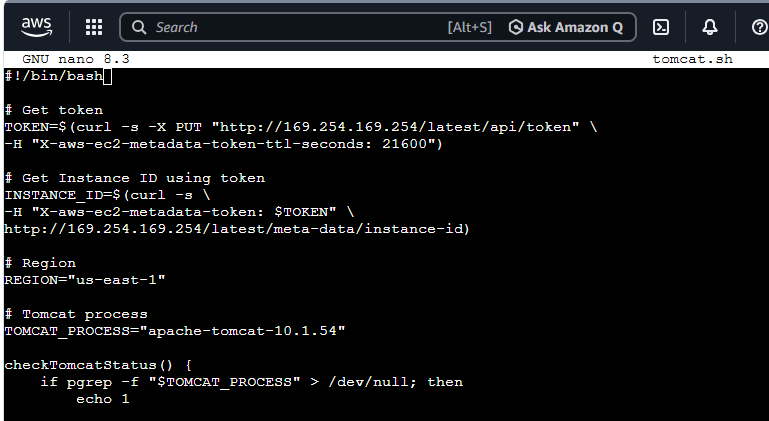 aws
Search [Alt+S] Ask Amazon Q
GNU nano 8.3 tomcat.sh
#!/bin/bash

# Get token
TOKEN=$(curl -s -X PUT "http://169.254.169.254/latest/api/token" \
-H "X-aws-ec2-metadata-token-ttl-seconds: 21600")

# Get Instance ID using token
INSTANCE_ID=$(curl -s \
-H "X-aws-ec2-metadata-token: $TOKEN" \
http://169.254.169.254/latest/meta-data/instance-id)

# Region
REGION="us-east-1"

# Tomcat process
TOMCAT_PROCESS="apache-tomcat-10.1.54"

checkTomcatStatus() {
    if pgrep -f "$TOMCAT_PROCESS" > /dev/null; then
        echo 1